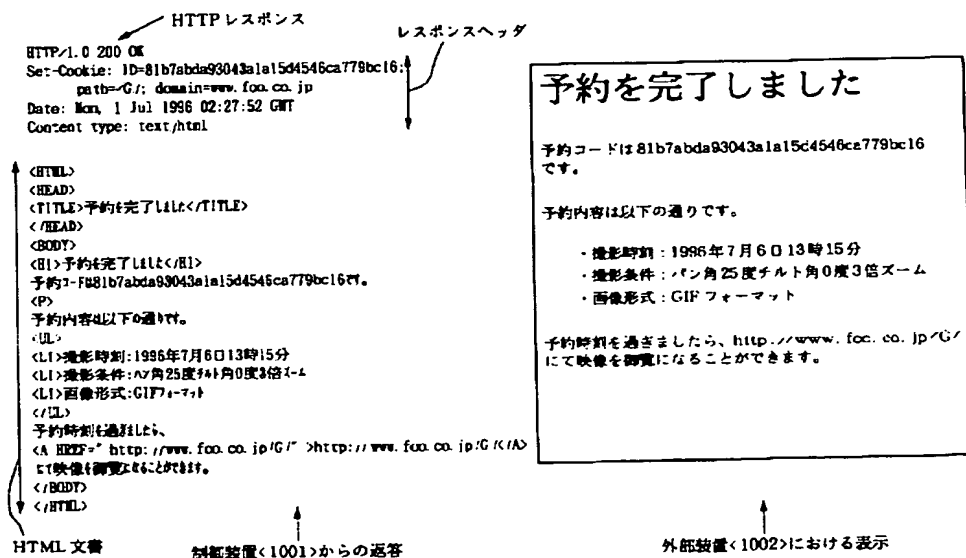 HTTPレスポンス
レスポンスヘッダ
HTTP/1.0 200 OK
Set-Cookie: ID=81b7abda93043a1a15d4546ca779bc16;
path=/G/; domain=www.foo.co.jp
Date: Mon, 1 Jul 1996 02:27:52 GMT
Content type: text/html
<HTML>
<HEAD>
<TITLE>予約を完了しました</TITLE>
</HEAD>
<BODY>
<H1>予約を完了しました</H1>
予約コードは81b7abda93043a1a15d4546ca779bc16です。
<P>
予約内容は以下の通りです。
<UL>
<LI>撮影時刻:1996年7月6日13時15分
<LI>撮影条件:パン角25度チルト角0度3倍ズーム
<LI>画像形式:GIFフォーマット
</UL>
予約時刻を過ぎましたら、
<A HREF="http://www.foo.co.jp/G/">http://www.foo.co.jp/G/</A>
にて映像を御覧になることができます。
</BODY>
</HTML>
HTML文書
制御装置<1001>からの返答
予約を完了しました
予約コードは81b7abda93043a1a15d4546ca779bc16
です。
予約内容は以下の通りです。
・撮影時刻:1996年7月6日13時15分
・撮影条件:パン角25度チルト角0度3倍ズーム
・画像形式:GIFフォーマット
予約時刻を過ぎましたら、http://www.foo.co.jp/G/
にて映像を御覧になることができます。
外部装置<1002>における表示